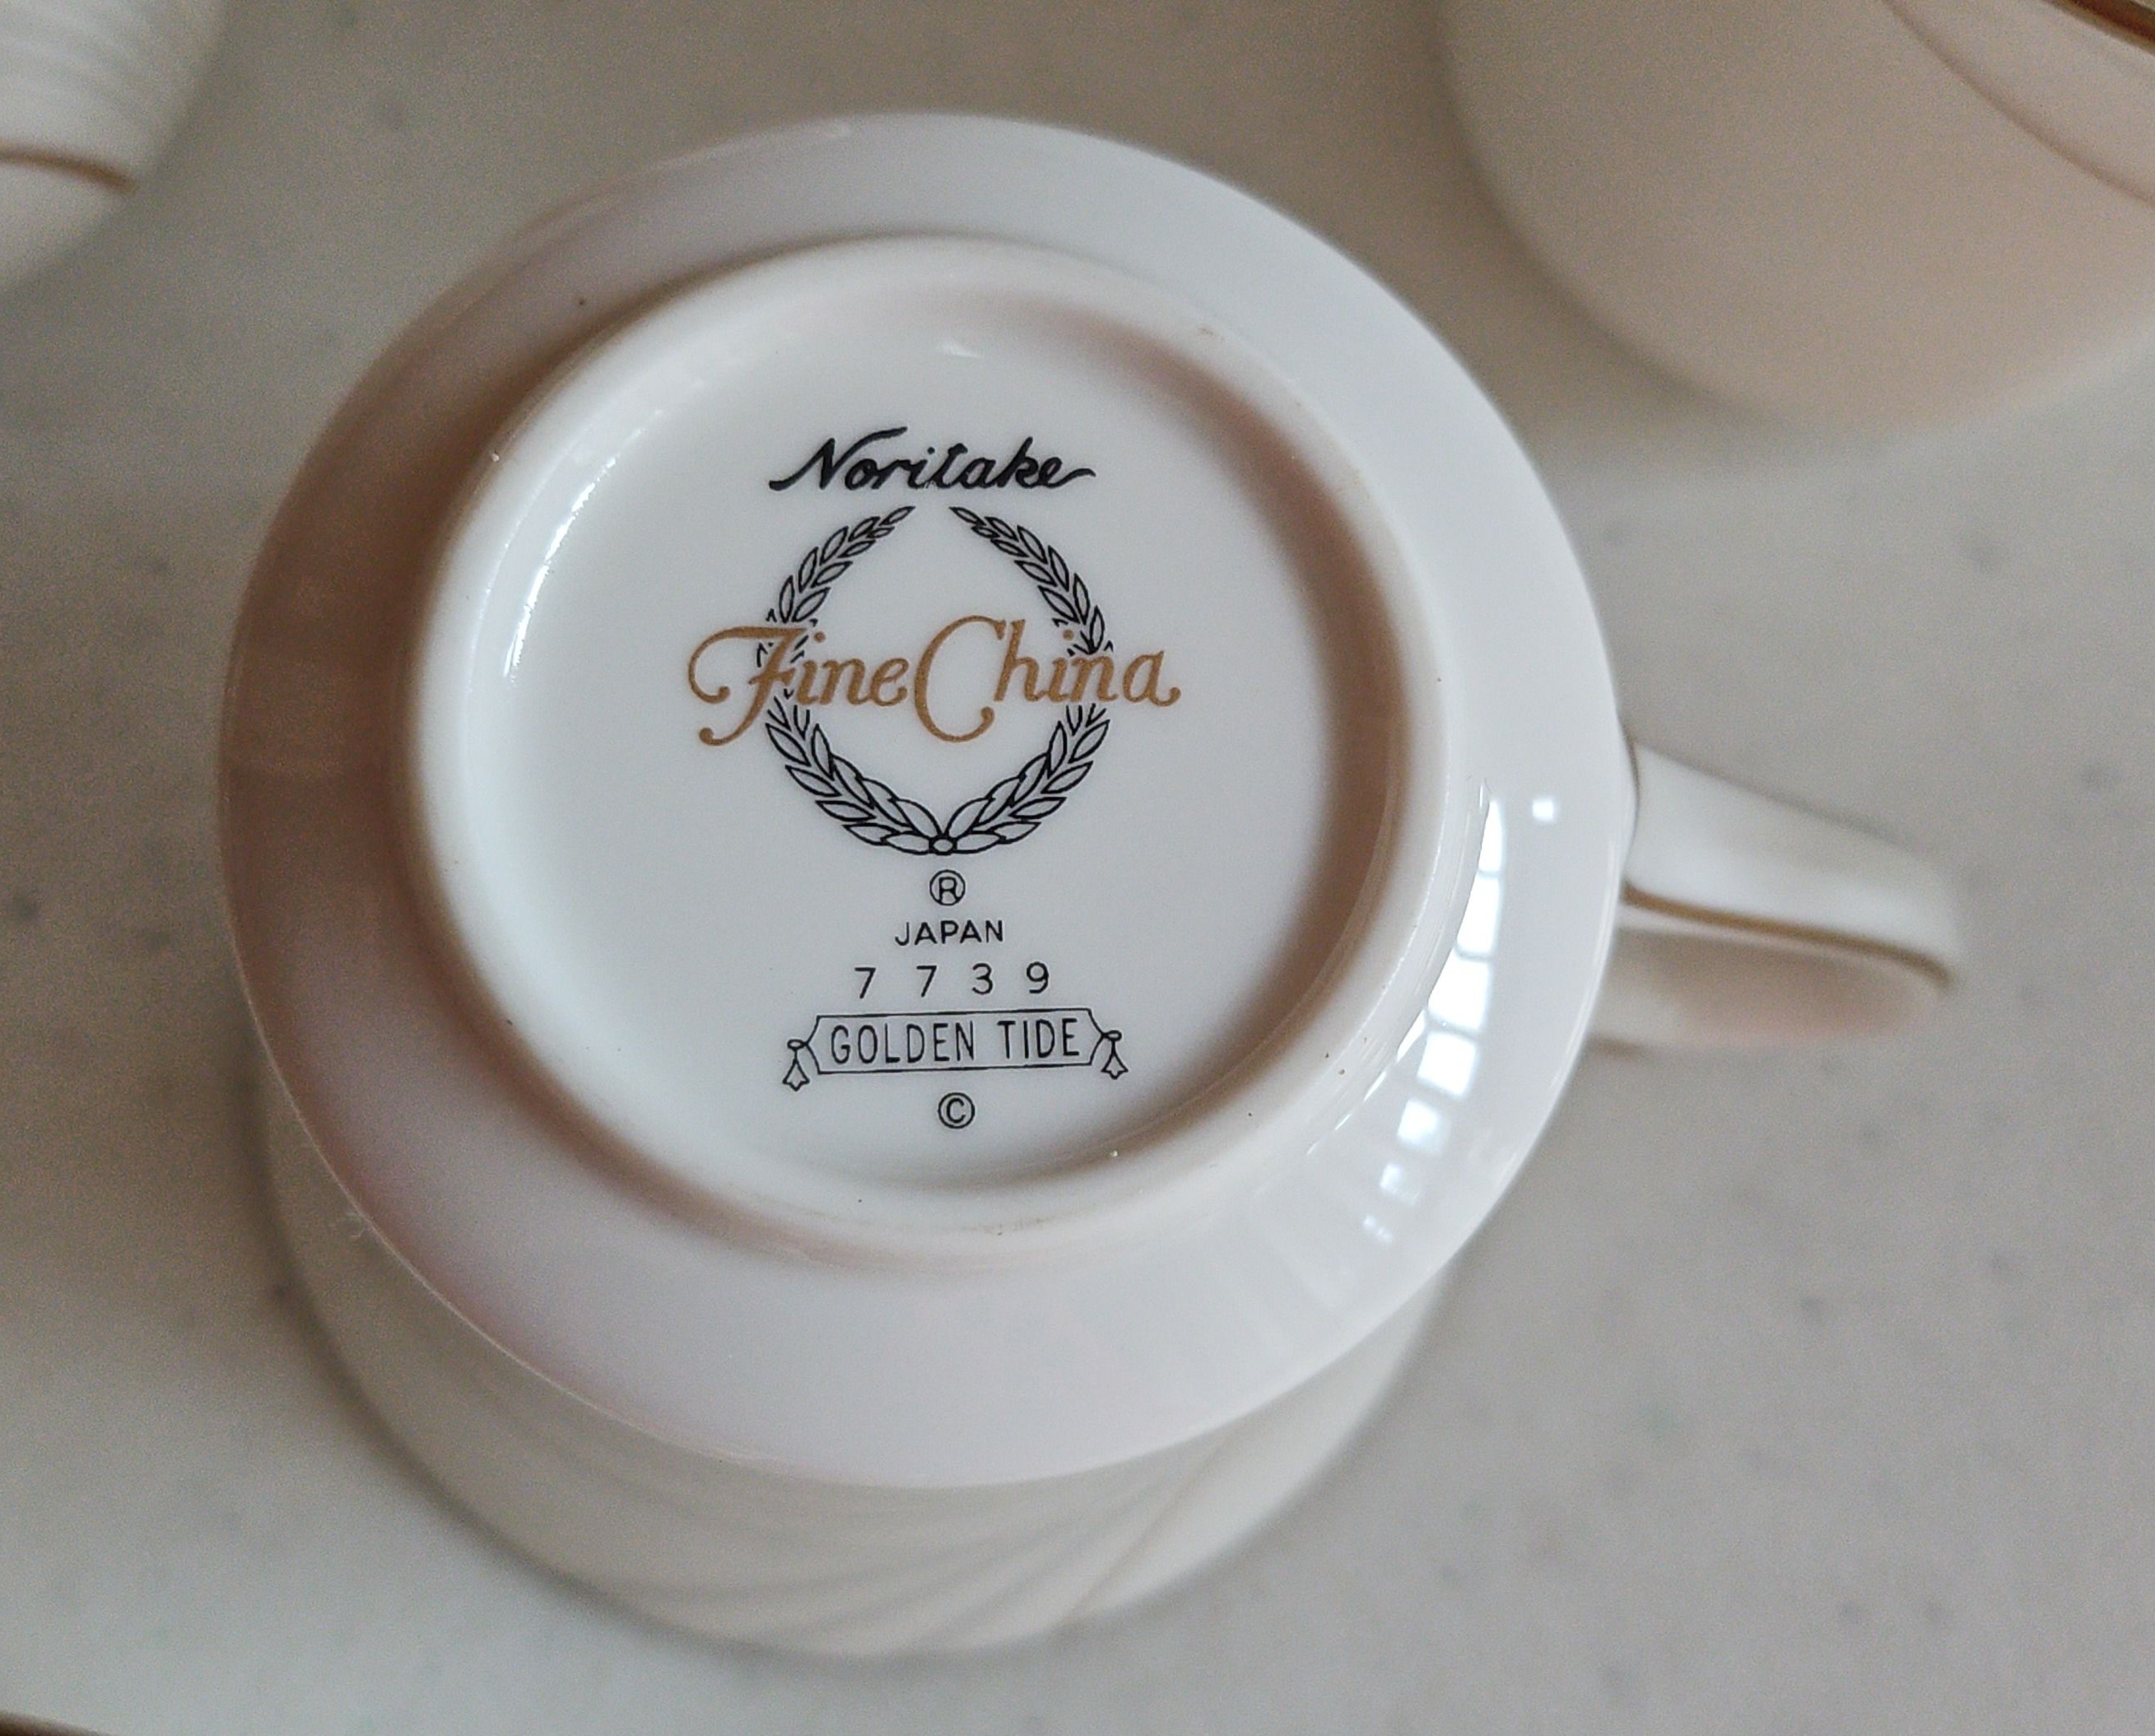 Noritake
Fine China
®
JAPAN
7739
GOLDEN TIDE
©